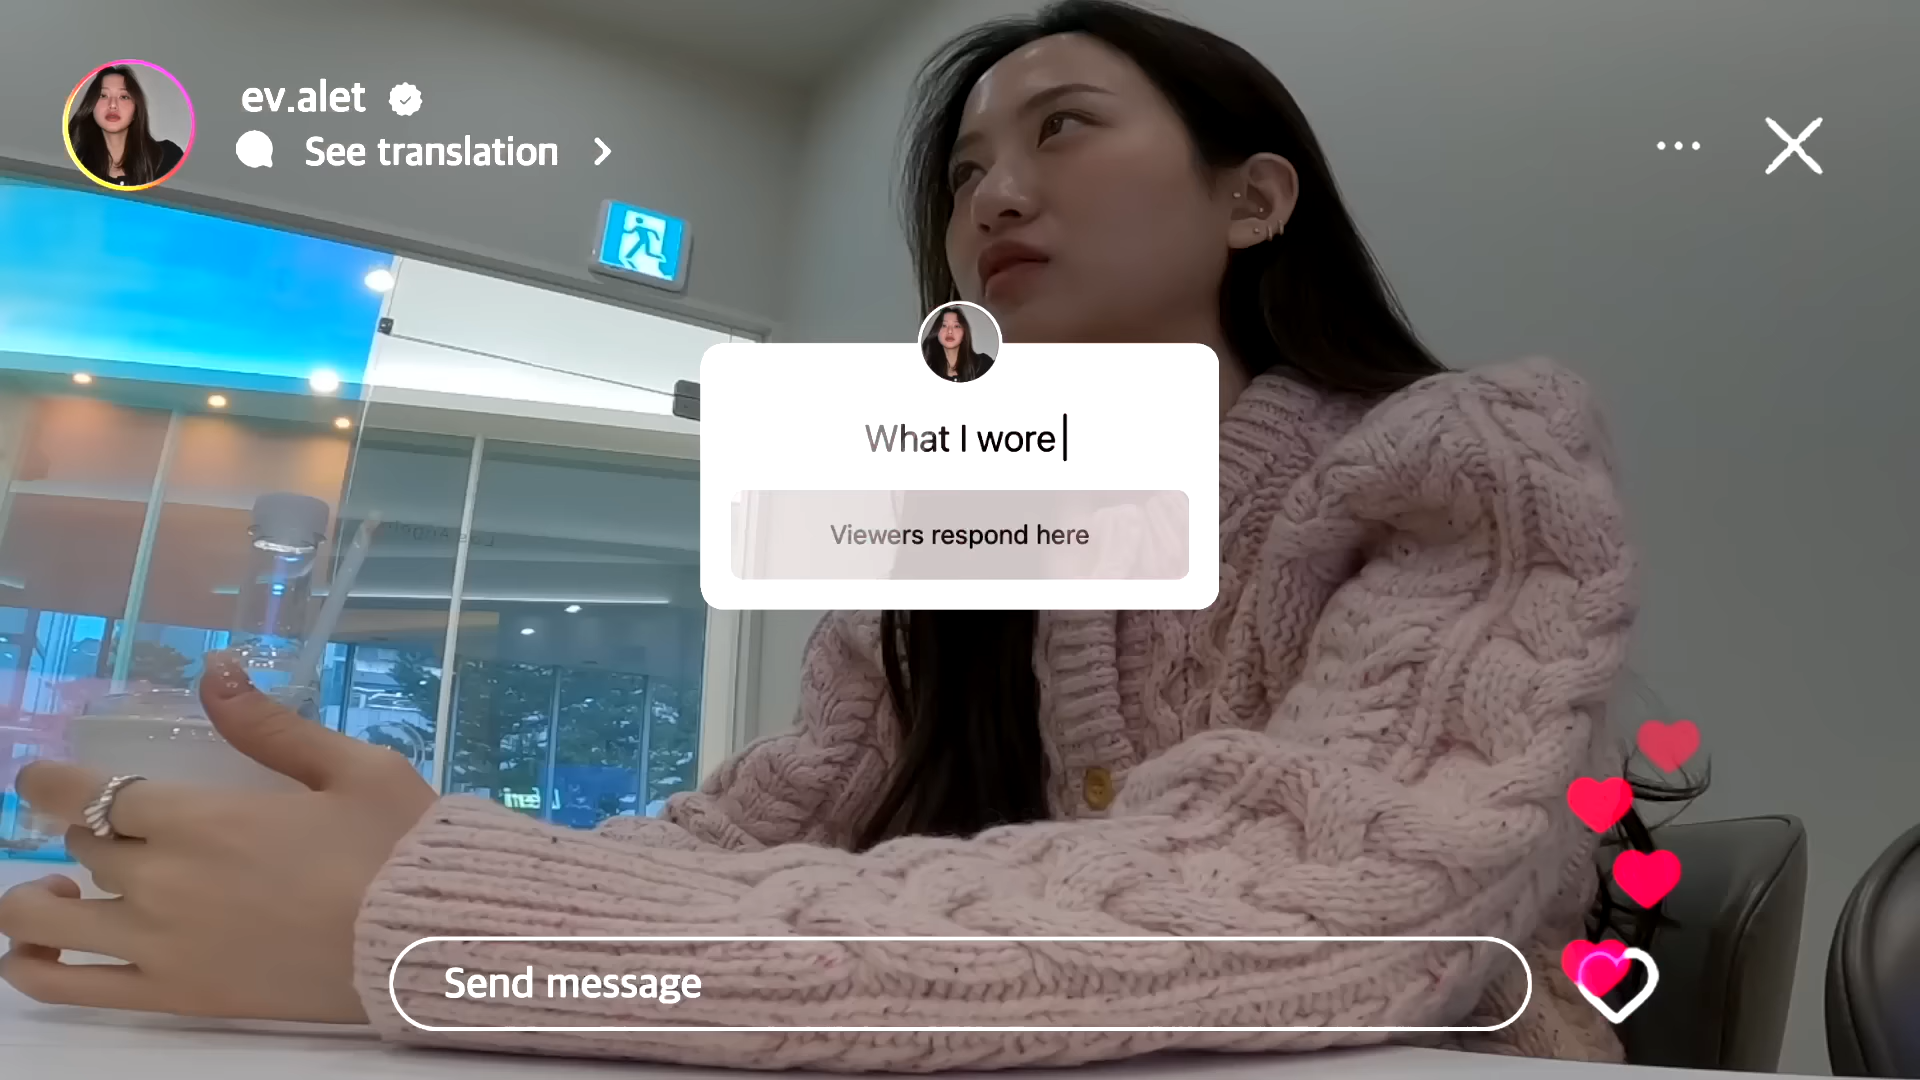 ev.alet
See translation
What I wore
Viewers respond here
Send message